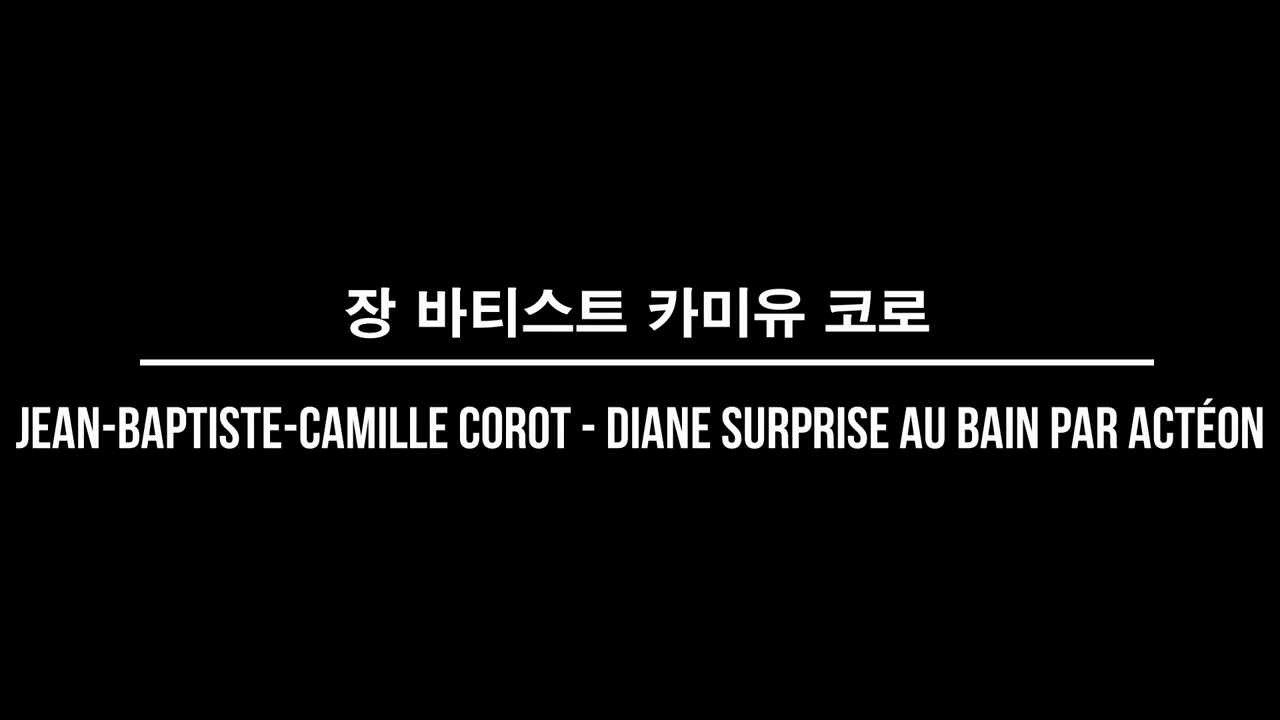 장 바티스트 카미유 코로
JEAN-BAPTISTE-CAMILLE COROT - DIANE SURPRISE AU BAIN PAR ACTÉON